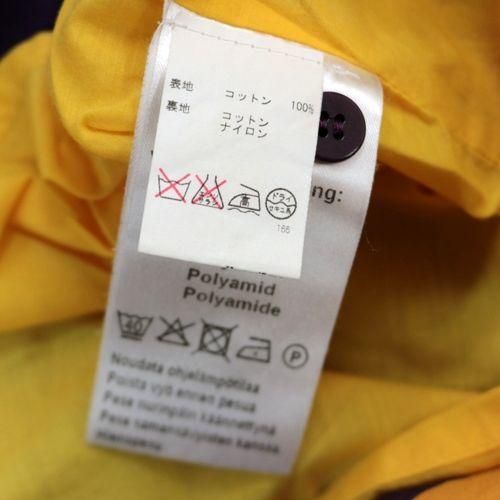 表地 コットン 100%
裏地 コットン
ナイロン
高
ドライ
セキユ系
166
ng:
Polyamid
Polyamide
40
P
Noudata ohjelämpötilaa
Poista vyö ennen pesua
Pese nurinpäin käännettynä
Pese samansävyisten kanssa